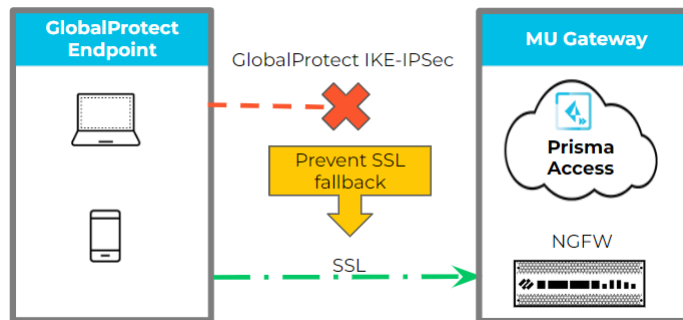 GlobalProtect
Endpoint
GlobalProtect IKE-IPSec
Prevent SSL
fallback
SSL
MU Gateway
Prisma
Access
NGFW